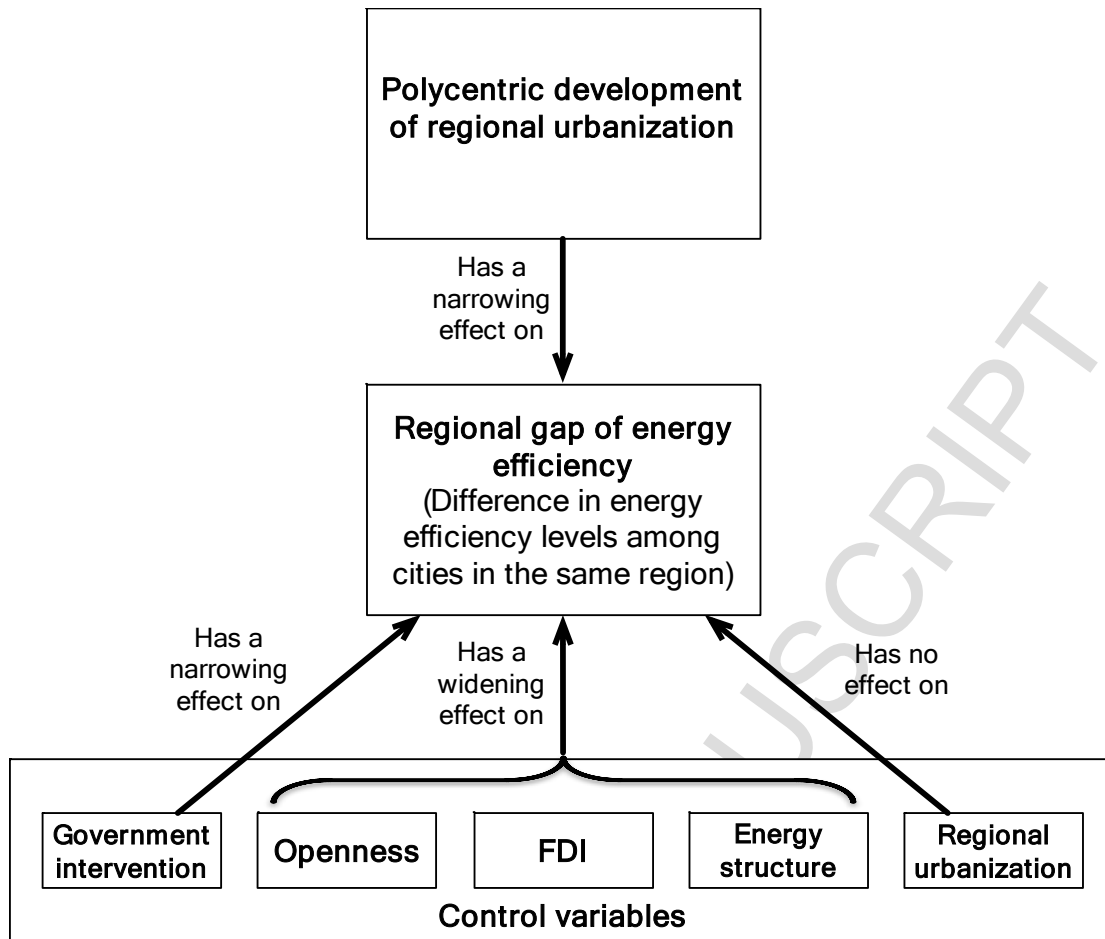 Polycentric development
of regional urbanization
Has a
narrowing
effect on
Regional gap of energy
efficiency
(Difference in energy
efficiency levels among
cities in the same region)
Has a
narrowing
effect on
Has a
widening
effect on
Has no
effect on
Government
intervention
Openness
FDI
Energy
structure
Regional
urbanization
Control variables
USCRIPT